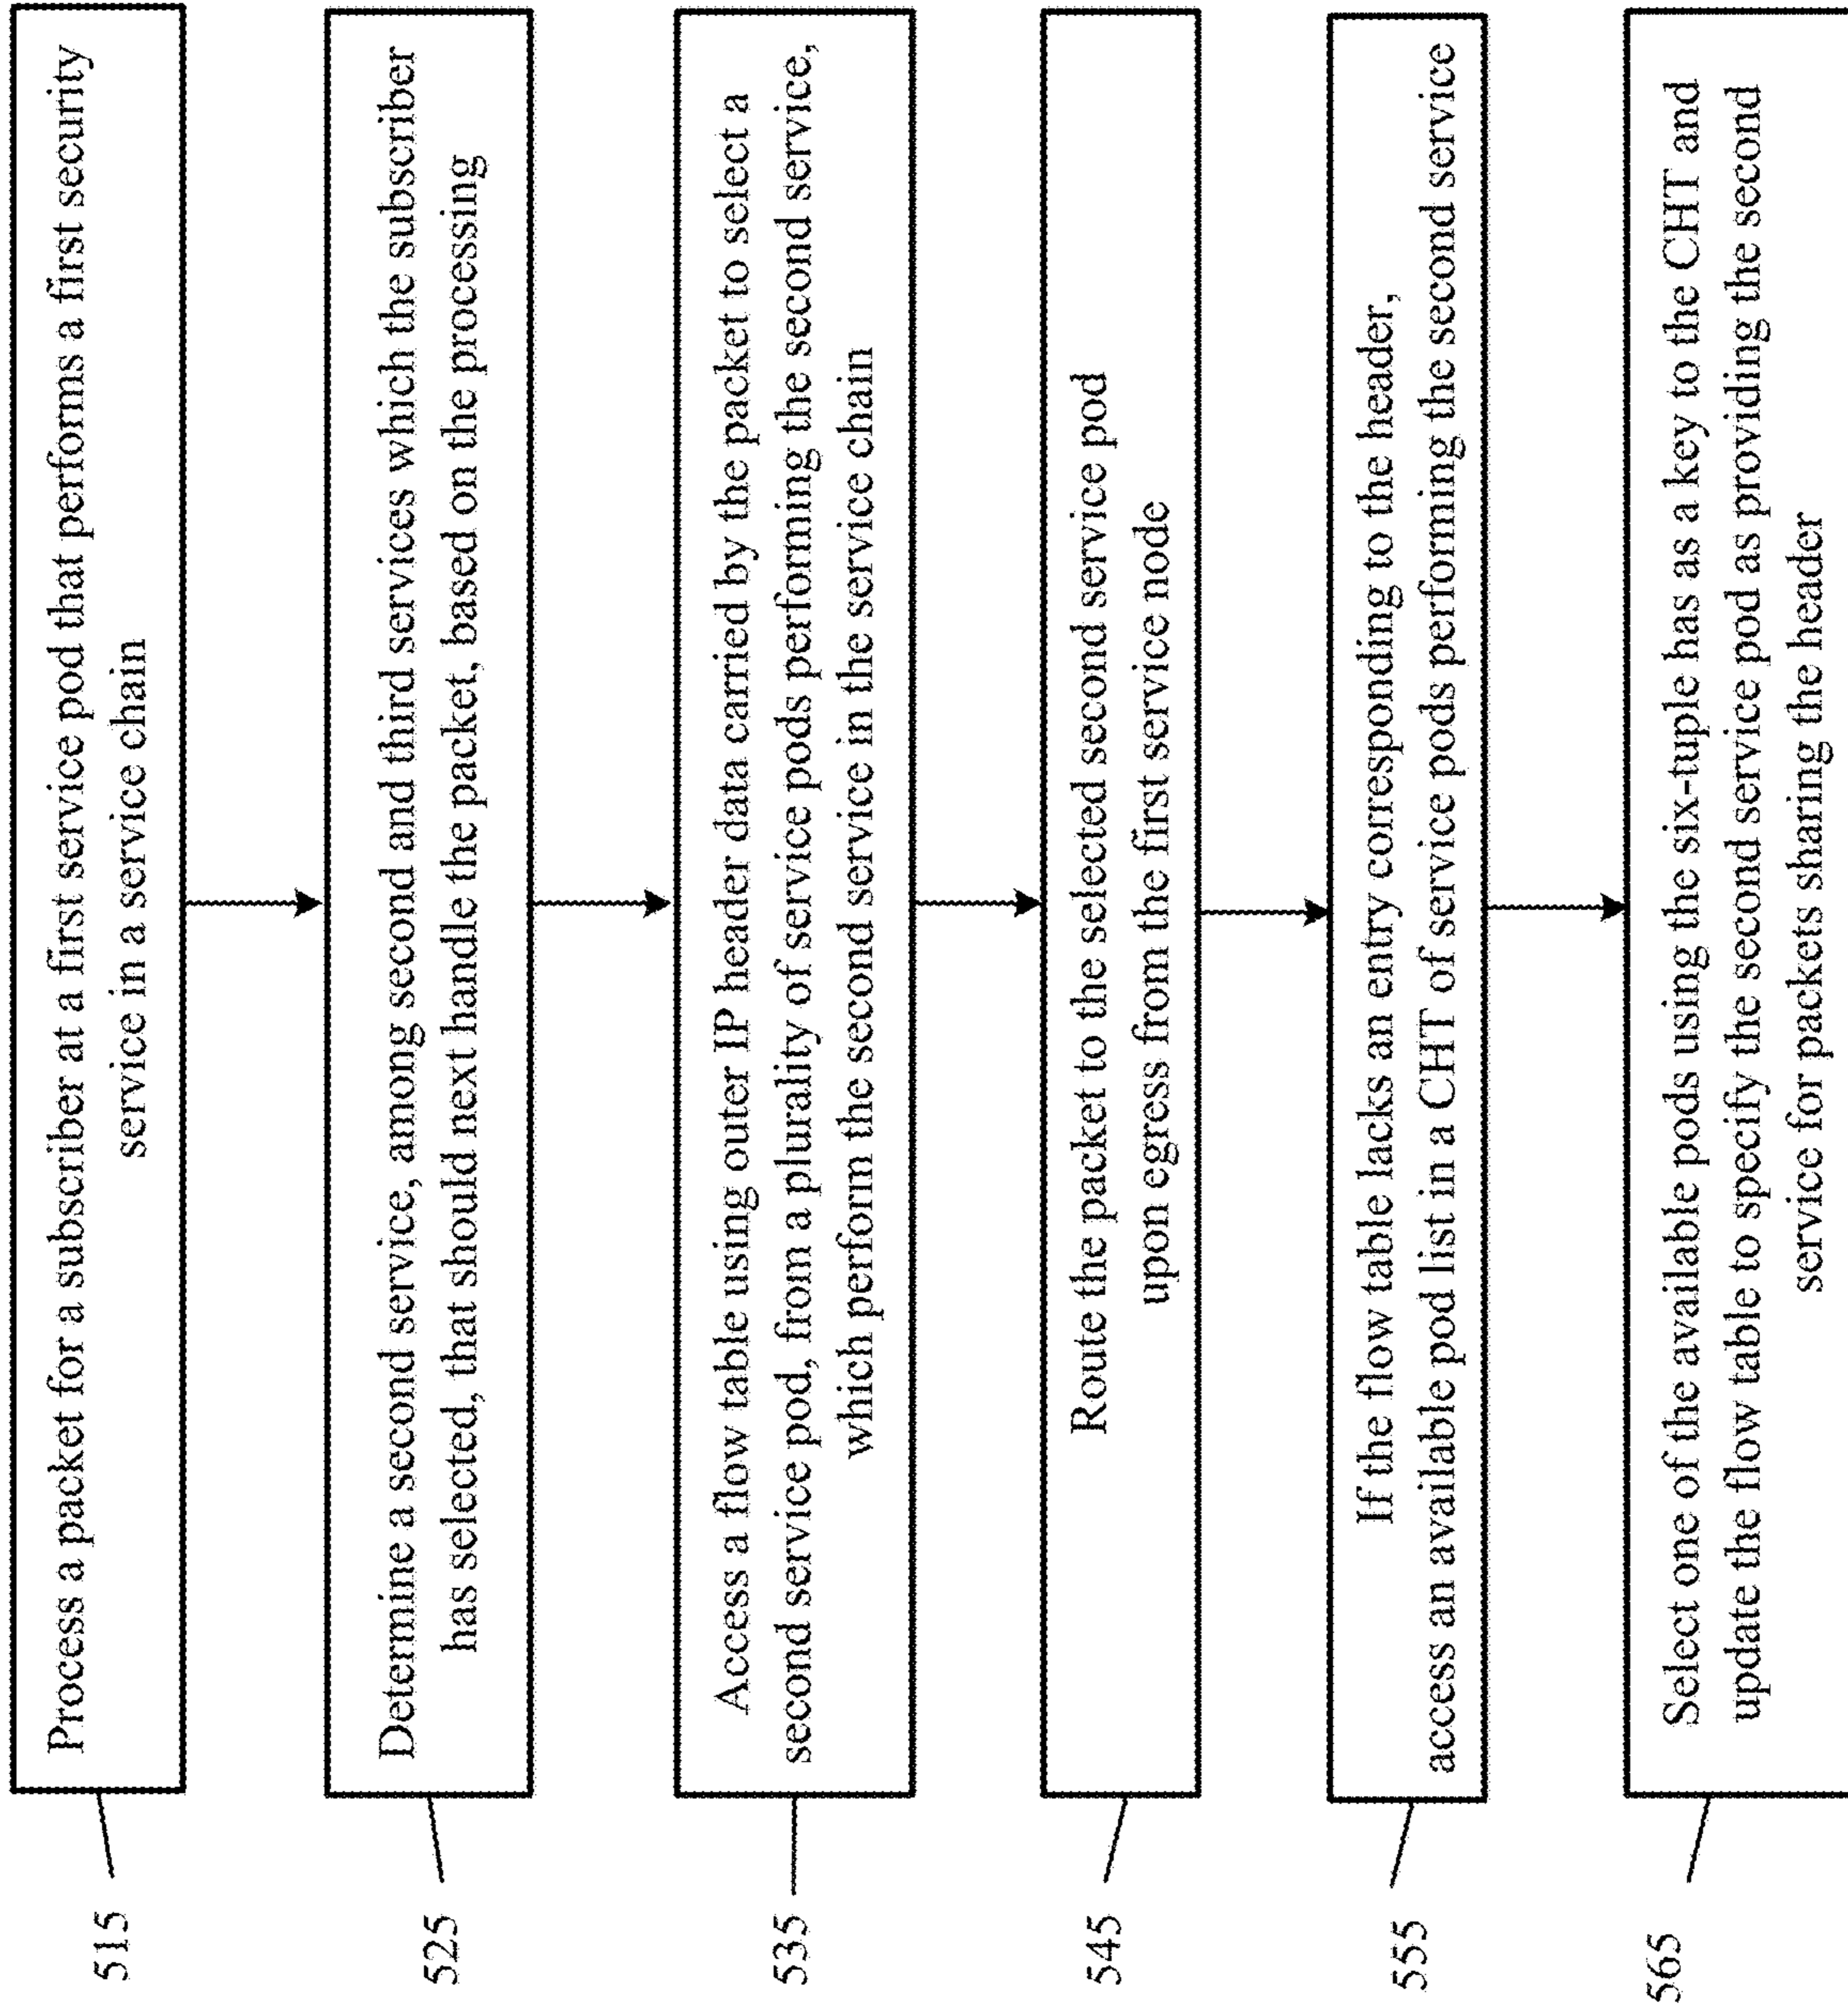 515
Process a packet for a subscriber at a first service pod that performs a first security
service in a service chain
525
Determine a second service, among second and third services which the subscriber
has selected, that should next handle the packet, based on the processing
535
Access a flow table using outer IP header data carried by the packet to select a
second service pod, from a plurality of service pods performing the second service,
which perform the second service in the service chain
545
Route the packet to the selected second service pod
upon egress from the first service node
555
If the flow table lacks an entry corresponding to the header,
access an available pod list in a CHT of service pods performing the second service
565
Select one of the available pods using the six-tuple has as a key to the CHT and
update the flow table to specify the second service pod as providing the second
service for packets sharing the header